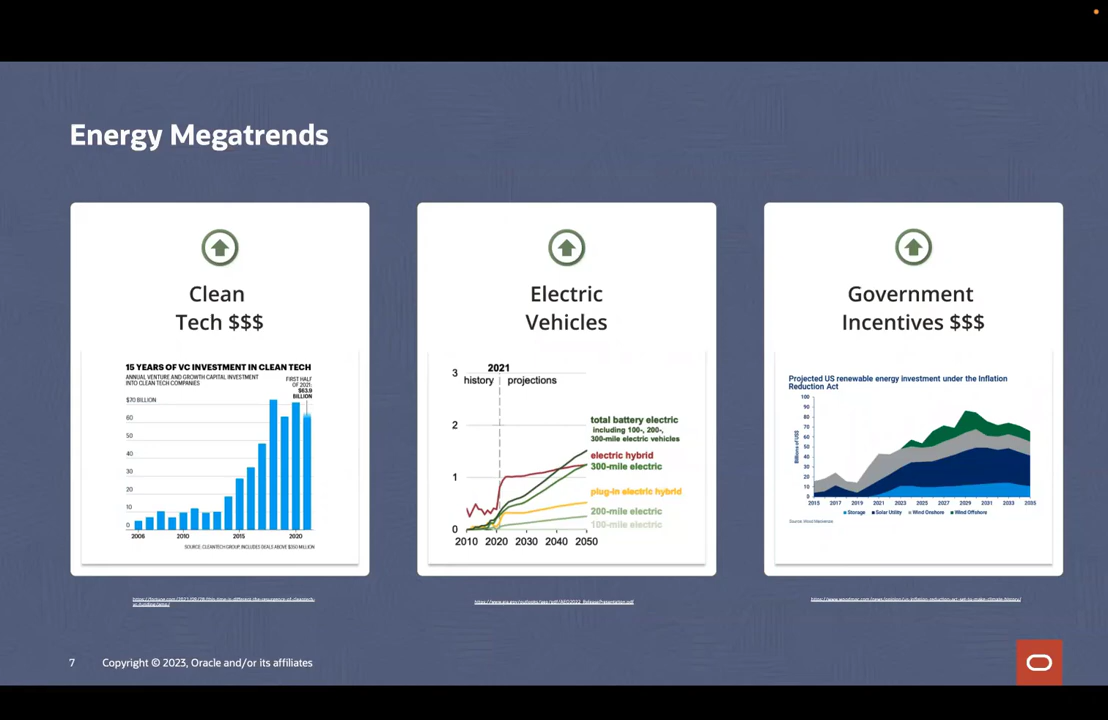 Energy Megatrends
Clean
Tech $$$
15 YEARS OF VC INVESTMENT IN CLEAN TECH
ANNUAL VENTURE AND GROWTH CAPITAL INVESTMENT
INTO CLEAN TECH COMPANIES
FIRST HALF
OF 2021:
$63.9
BILLION
$70 BILLION
60
50
40
30
20
10
0
2006
2010
2015
2020
SOURCE: CLEANTECH GROUP; INCLUDES DEALS ABOVE $250 MILLION
Electric
Vehicles
2021
history
projections
3
2
1
0
total battery electric
including 100-, 200-,
300-mile electric vehicles
electric hybrid
300-mile electric
plug-in electric hybrid
200-mile electric
100-mile electric
2010 2020 2030 2040 2050
Government
Incentives $$$
Projected US renewable energy investment under the Inflation
Reduction Act
Billions of US$
100
90
80
70
60
50
40
30
20
10
0
2015 2017 2019 2021 2023 2025 2027 2029 2031 2033 2035
Storage Solar Utility Wind Onshore Wind Offshore
Source: Wood Mackenzie
7
Copyright © 2023, Oracle and/or its affiliates